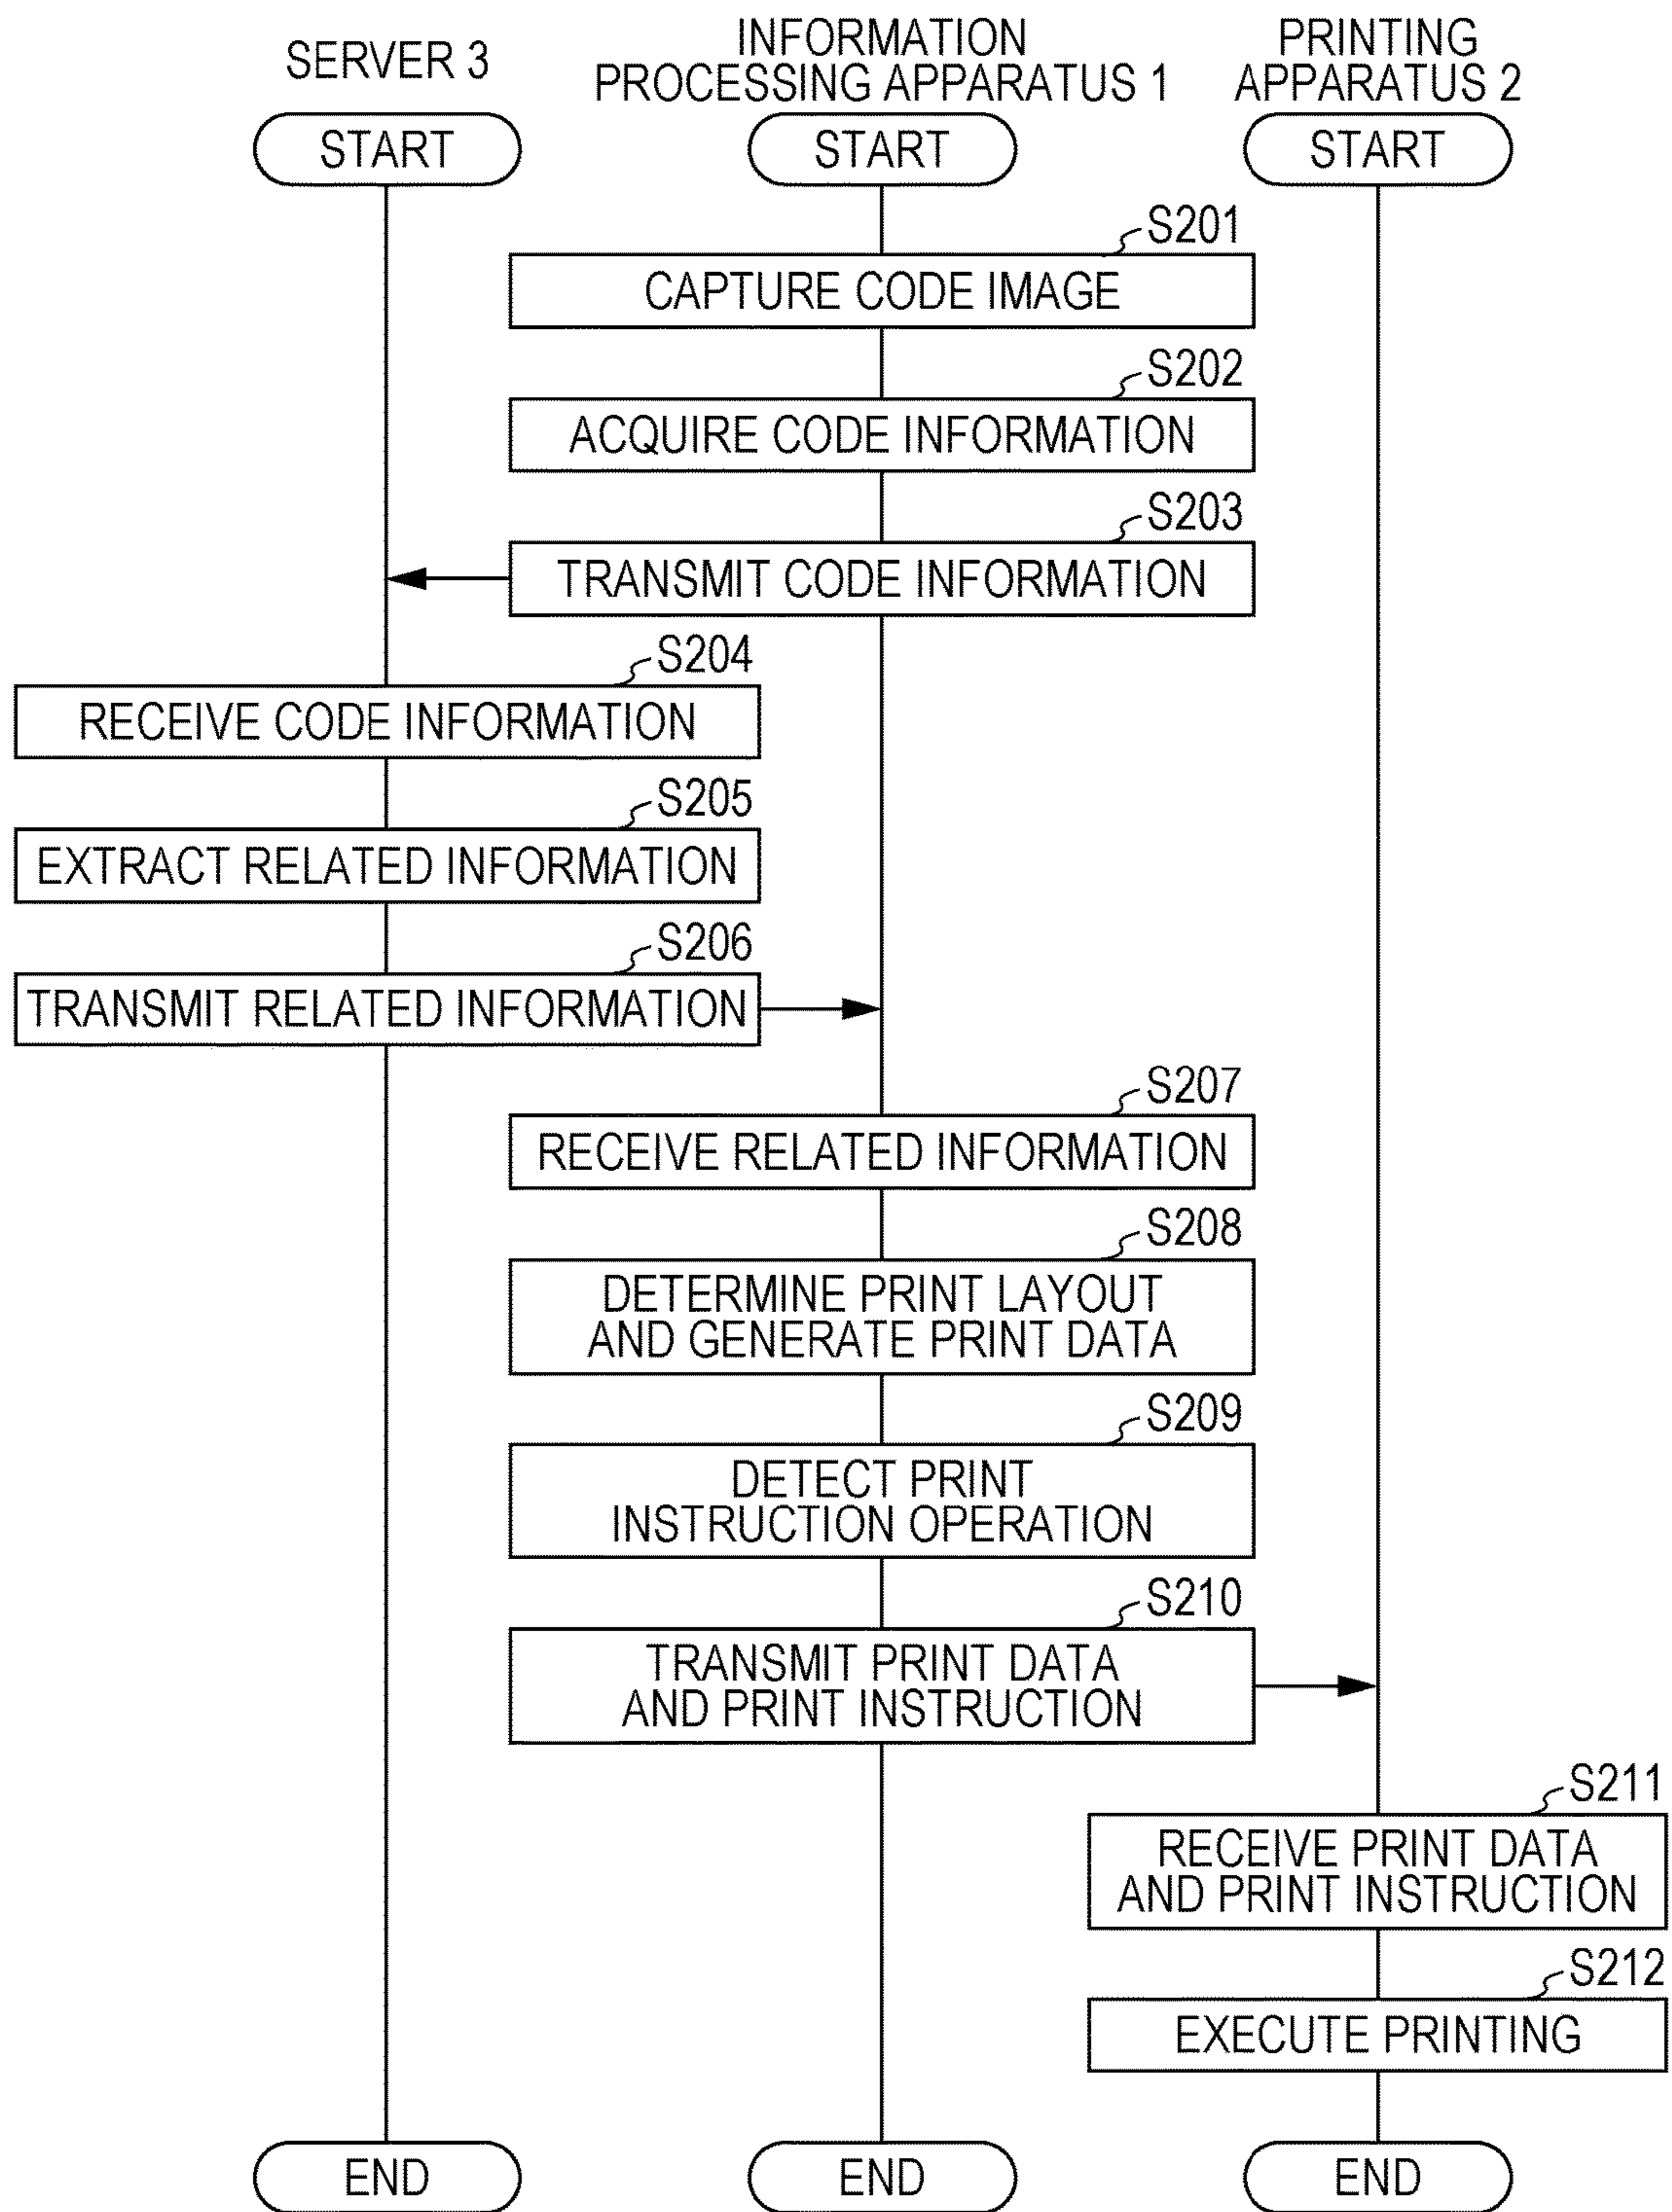 SERVER 3
INFORMATION
PROCESSING APPARATUS 1
PRINTING
APPARATUS 2
START
START
START
S201
CAPTURE CODE IMAGE
S202
ACQUIRE CODE INFORMATION
S203
TRANSMIT CODE INFORMATION
S204
RECEIVE CODE INFORMATION
S205
EXTRACT RELATED INFORMATION
S206
TRANSMIT RELATED INFORMATION
S207
RECEIVE RELATED INFORMATION
S208
DETERMINE PRINT LAYOUT
AND GENERATE PRINT DATA
S209
DETECT PRINT
INSTRUCTION OPERATION
S210
TRANSMIT PRINT DATA
AND PRINT INSTRUCTION
S211
RECEIVE PRINT DATA
AND PRINT INSTRUCTION
S212
EXECUTE PRINTING
END
END
END